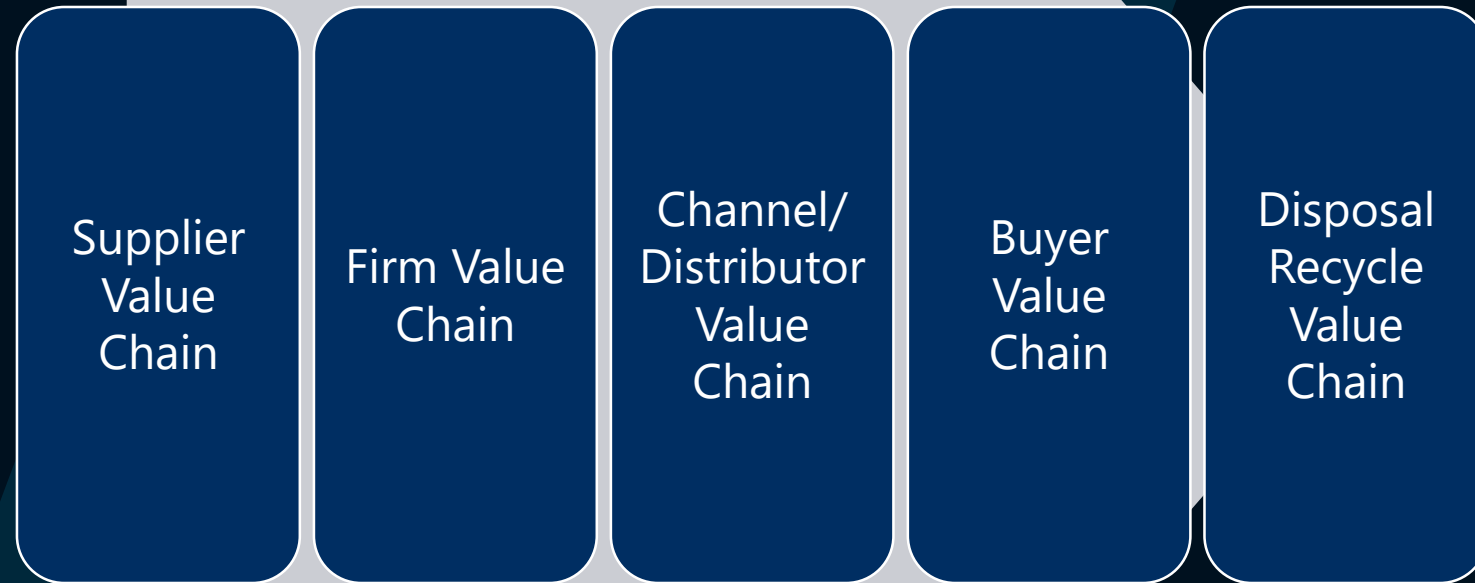 Supplier
Value
Chain
Firm Value
Chain
Channel/
Distributor
Value
Chain
Buyer
Value
Chain
Disposal
Recycle
Value
Chain